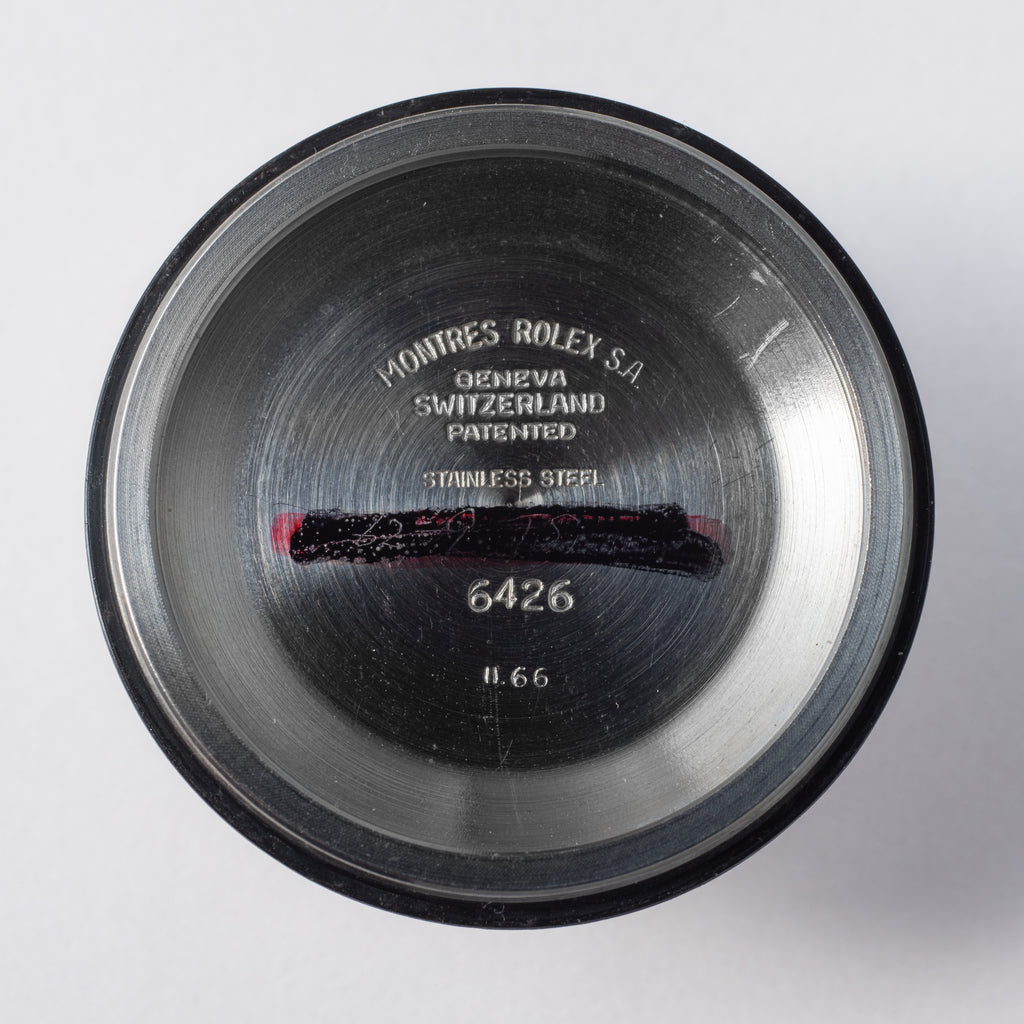 MONTRES ROLEX S.A.
GENEVA
SWITZERLAND
PATENTED
STAINLESS STEEL
6426
II.66